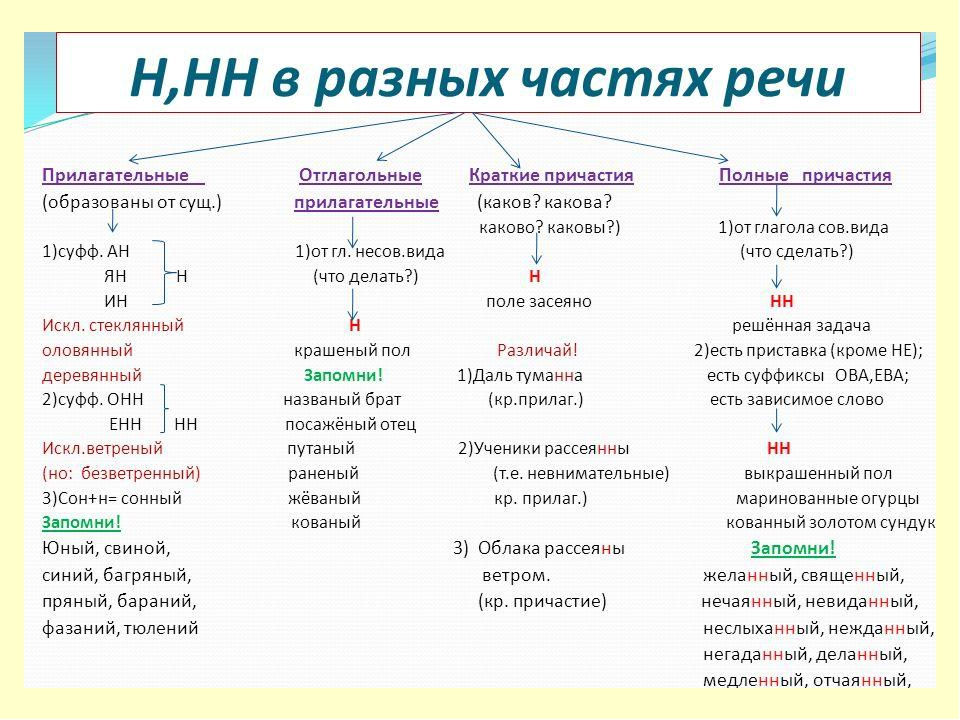 Н,НН в разных частях речи
Прилагательные
(образованы от сущ.)
1)суфф. АН
ЯН Н
ИН
Искл. стеклянный
оловянный
деревянный
2)суфф. ОНН
ЕНН НН
Искл.ветреный
(но: безветренный)
3)Сон+н= сонный
Запомни!
Юный, свиной,
синий, багряный,
пряный, бараний,
фазаний, тюлений
Отглагольные
прилагательные
1)от гл. несов.вида
(что делать?)
Н
крашеный пол
Запомни!
названый брат
посажёный отец
путаный
раненый
жёваный
кованый
Краткие причастия
(каков? какова?
каково? каковы?)
Н
поле засеяно
Различай!
1)Даль туманна
(кр.прилаг.)
2)Ученики рассеянны
(т.е. невнимательные)
кр. прилаг.)
3) Облака рассеяны
ветром.
(кр. причастие)
Полные причастия
1)от глагола сов.вида
(что сделать?)
НН
решённая задача
2)есть приставка (кроме НЕ);
есть суффиксы ОВА,ЕВА;
есть зависимое слово
НН
выкрашенный пол
маринованные огурцы
кованный золотом сундук
Запомни!
желанный, священный,
нечаянный, невиданный,
неслыханный, нежданный,
негаданный, деланный,
медленный, отчаянный,